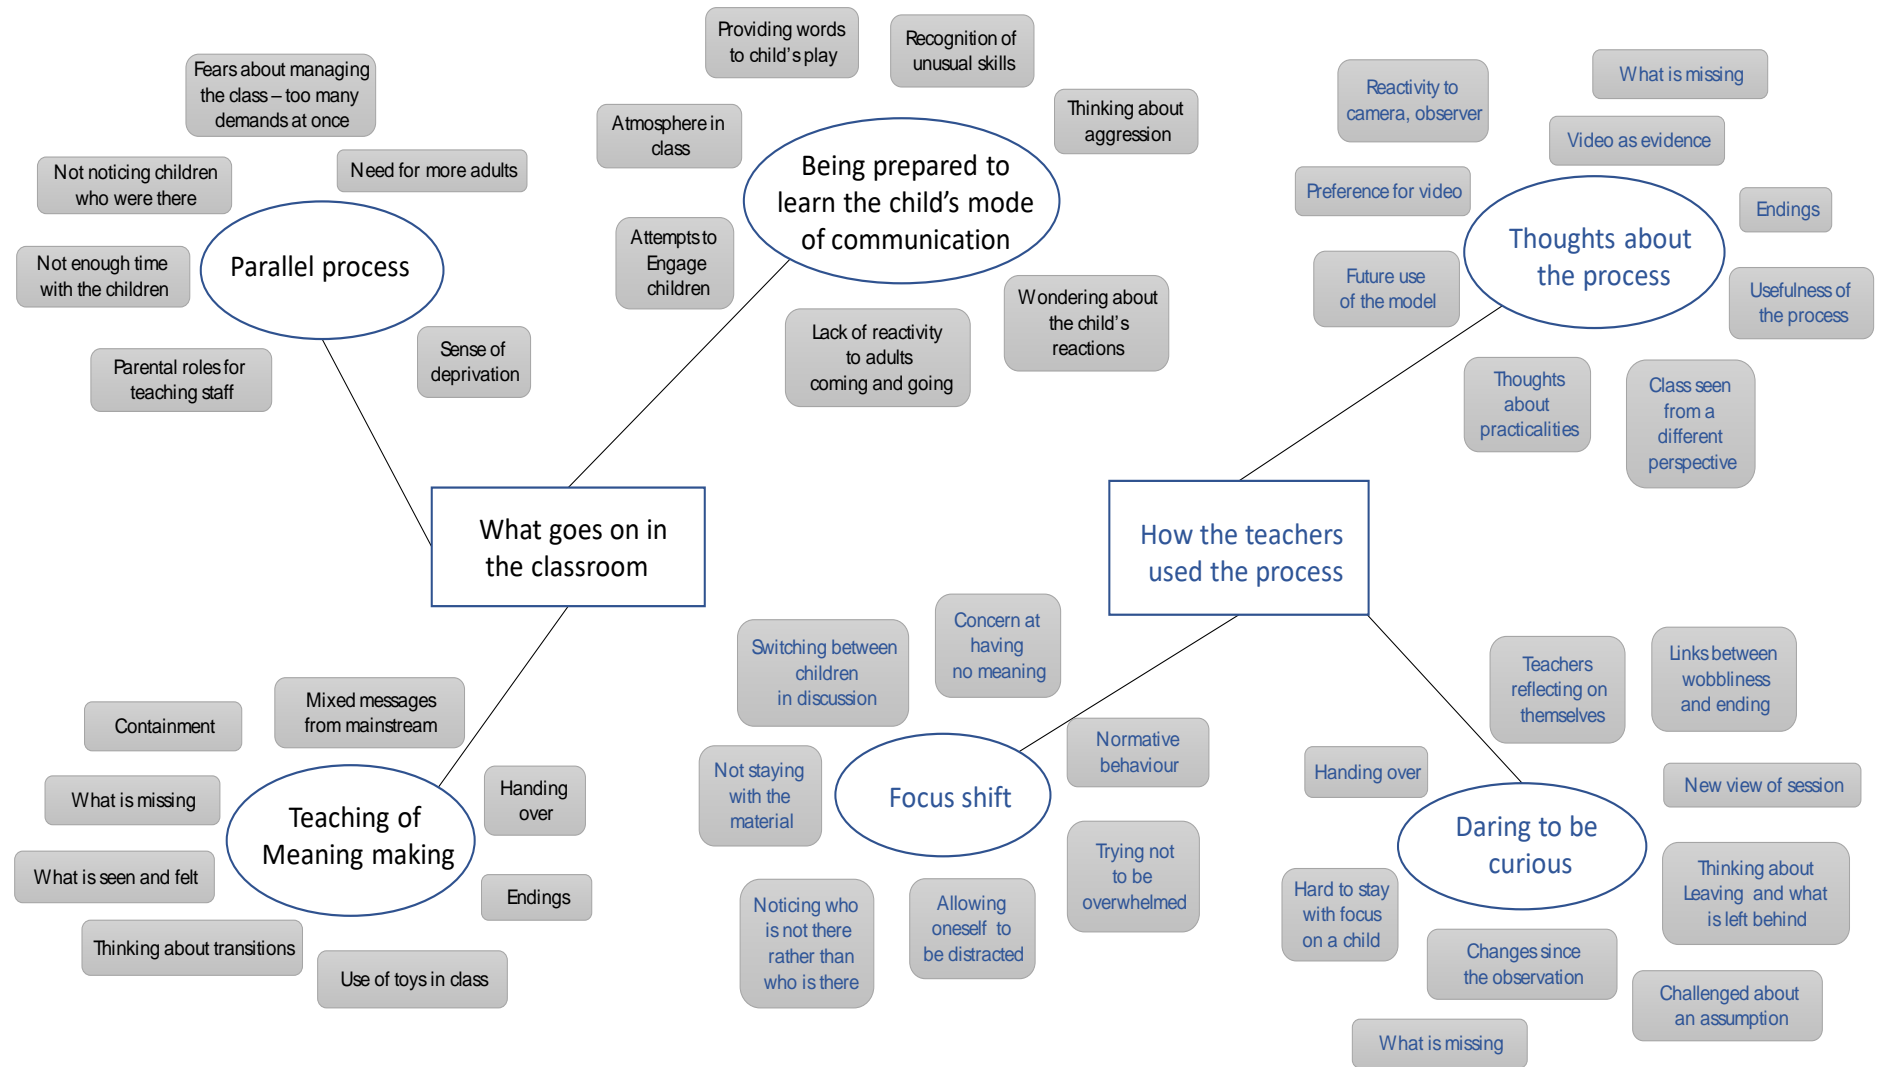 Fears about managing
the class – too many
demands at once
Not noticing children
who were there
Need for more adults
Not enough time
with the children
Parallel process
Parental roles for
teaching staff
Sense of
deprivation
Providing words
to child's play
Recognition of
unusual skills
Atmosphere in
class
Thinking about
aggression
Being prepared to
learn the child's mode
of communication
Attempts to
Engage
children
Lack of reactivity
to adults
coming and going
Wondering about
the child's
reactions
What goes on in
the classroom
Containment
Mixed messages
from mainstream
What is missing
Handing
over
Teaching of
Meaning making
What is seen and felt
Endings
Thinking about transitions
Use of toys in class
Reactivity to
camera, observer
What is missing
Video as evidence
Preference for video
Endings
Thoughts about
the process
Future use
of the model
Usefulness of
the process
Thoughts
about
practicalities
Class seen
from a
different
perspective
How the teachers
used the process
Switching between
children
in discussion
Concern at
having
no meaning
Not staying
with the
material
Normative
behaviour
Focus shift
Trying not
to be
overwhelmed
Noticing who
is not there
rather than
who is there
Allowing
oneself to
be distracted
Teachers
reflecting on
themselves
Links between
wobbliness
and ending
Handing over
New view of session
Daring to be
curious
Hard to stay
with focus
on a child
Thinking about
Leaving and what
is left behind
Changes since
the observation
Challenged about
an assumption
What is missing